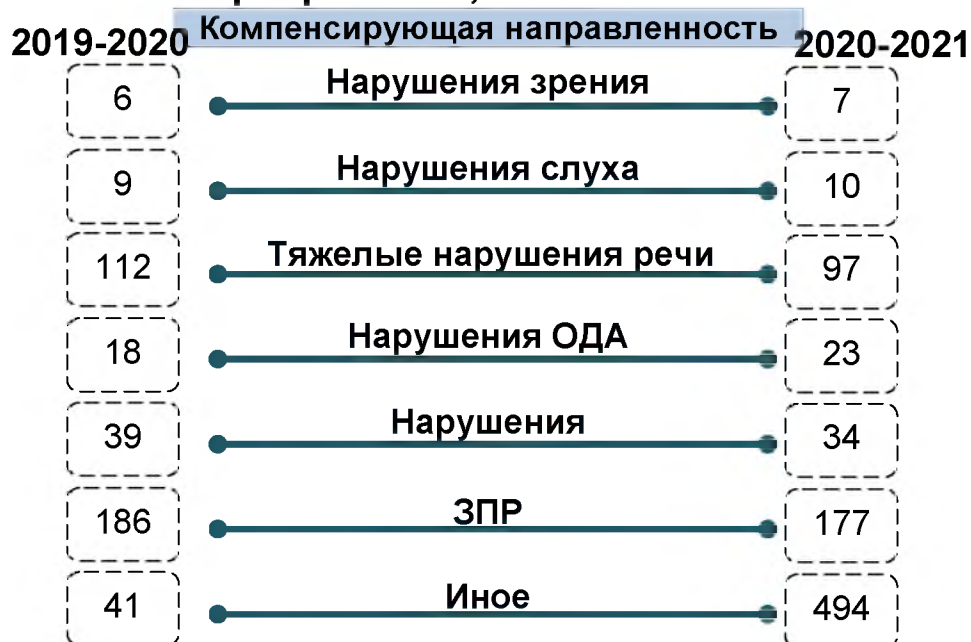 Компенсирующая направленность
2019-2020 2020-2021
Нарушения зрения
6 7
Нарушения слуха
9 10
Тяжелые нарушения речи
112 97
Нарушения ОДА
18 23
Нарушения
39 34
ЗПР
186 177
Иное
41 494